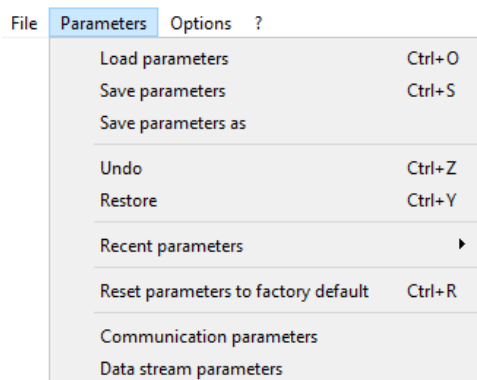 File Parameters Options ?
Load parameters Ctrl+O
Save parameters Ctrl+S
Save parameters as
Undo Ctrl+Z
Restore Ctrl+Y
Recent parameters
Reset parameters to factory default Ctrl+R
Communication parameters
Data stream parameters